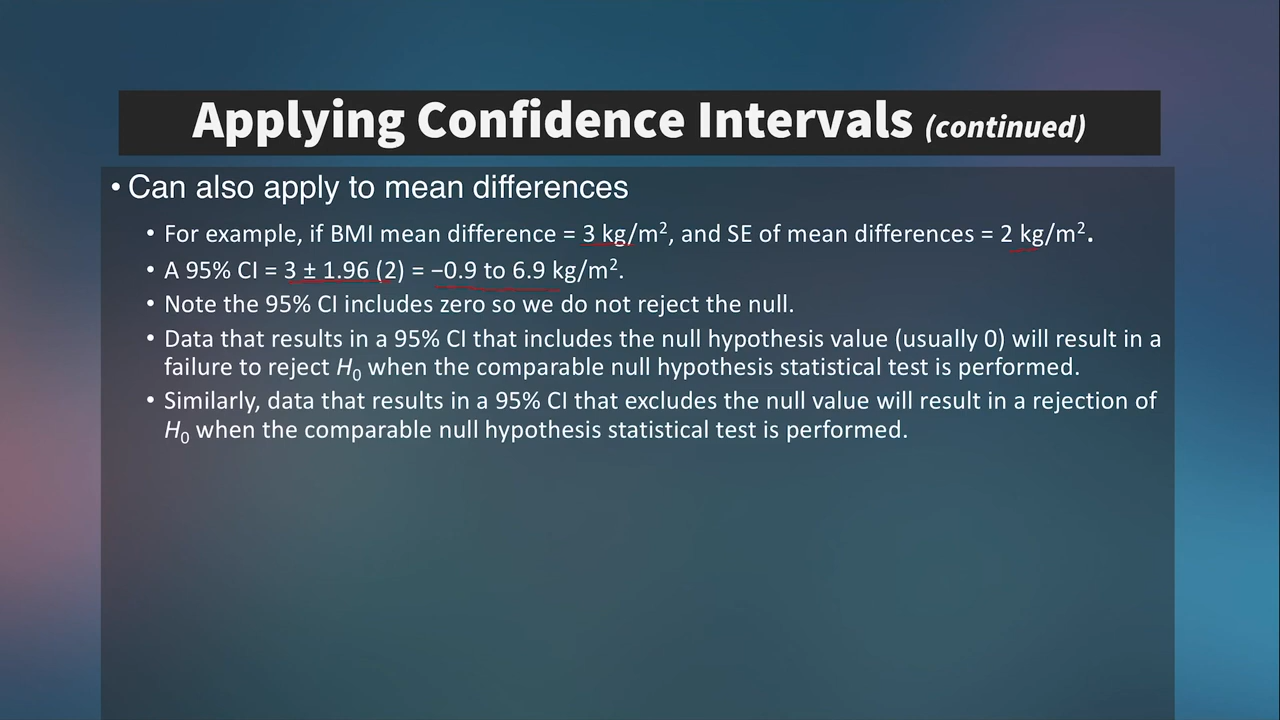 Applying Confidence Intervals (continued)
• Can also apply to mean differences
• For example, if BMI mean difference = 3 kg/m², and SE of mean differences = 2 kg/m².
• A 95% CI = 3 ± 1.96 (2) = −0.9 to 6.9 kg/m².
• Note the 95% CI includes zero so we do not reject the null.
• Data that results in a 95% CI that includes the null hypothesis value (usually 0) will result in a
failure to reject H₀ when the comparable null hypothesis statistical test is performed.
• Similarly, data that results in a 95% CI that excludes the null value will result in a rejection of
H₀ when the comparable null hypothesis statistical test is performed.